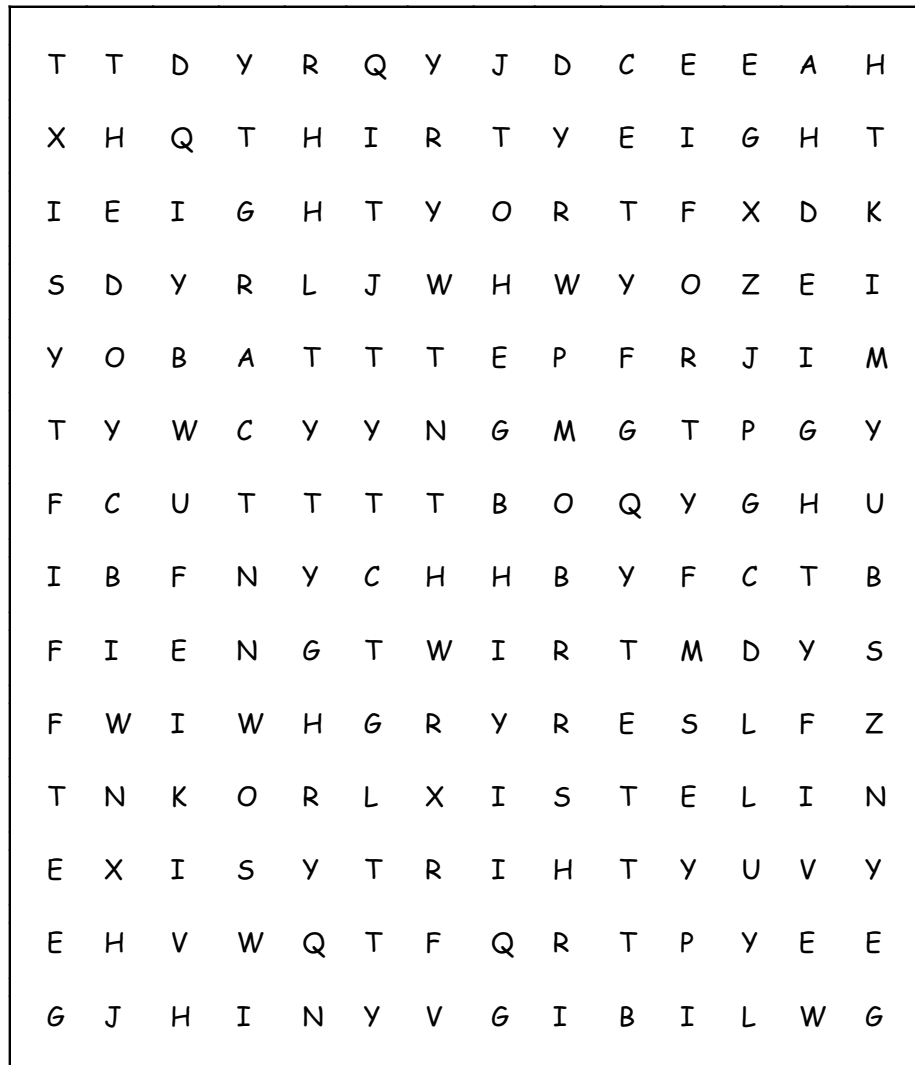 T T D Y R Q Y J D C E E A H
X H Q T H I R T Y E I G H T
I E I G H T Y O R T F X D K
S D Y R L J W H W Y O Z E I
Y O B A T T T E P F R J I M
T Y W C Y Y N G M G T P G Y
F C U T T T T B O Q Y G H U
I B F N Y C H H B Y F C T B
F I E N G T W I R T M D Y S
F W I W H G R Y R E S L F Z
T N K O R L X I S T E L I N
E X I S Y T R I H T Y U V Y
E H V W Q T F Q R T P Y E E
G J H I N Y V G I B I L W G